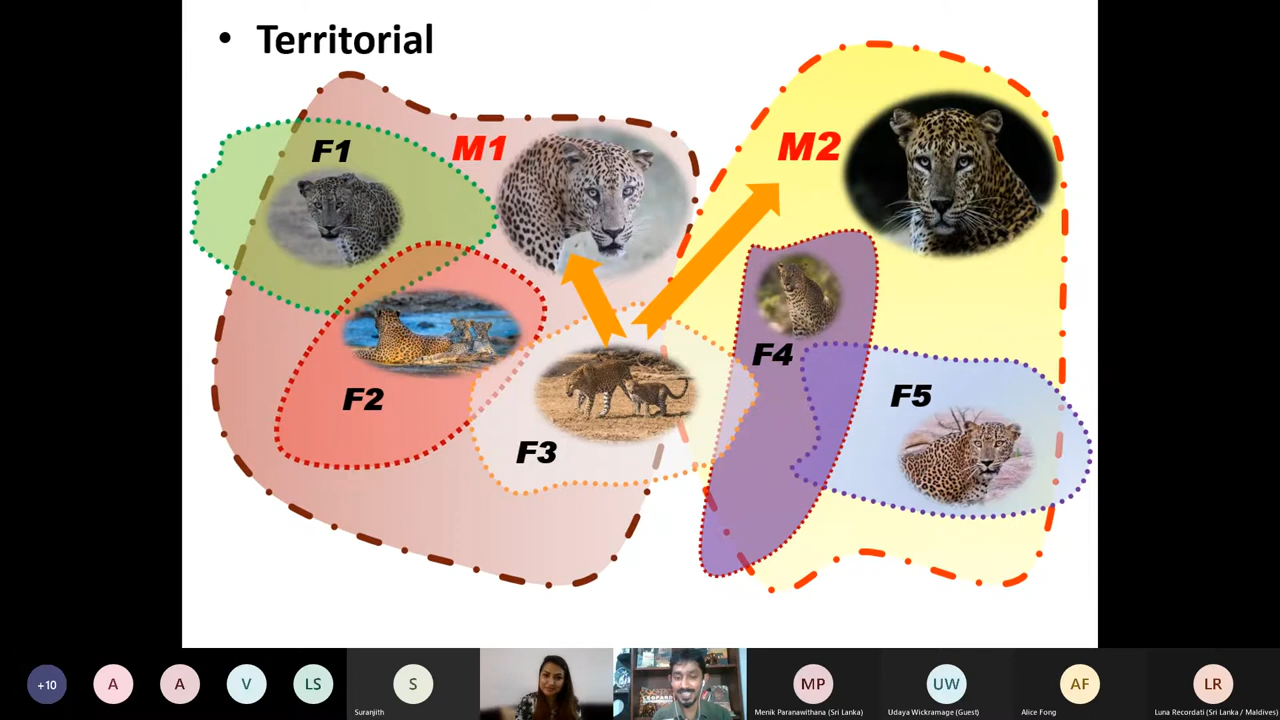 • Territorial
F1
M1
M2
F4
F2
F5
F3
+10
A
A
V
LS
S
MP
UW
AF
LR
Suranjith
Menik Paranawithana (Sri Lanka)
Udaya Wickramage (Guest)
Alice Fong
Luna Recordati (Sri Lanka / Maldives)